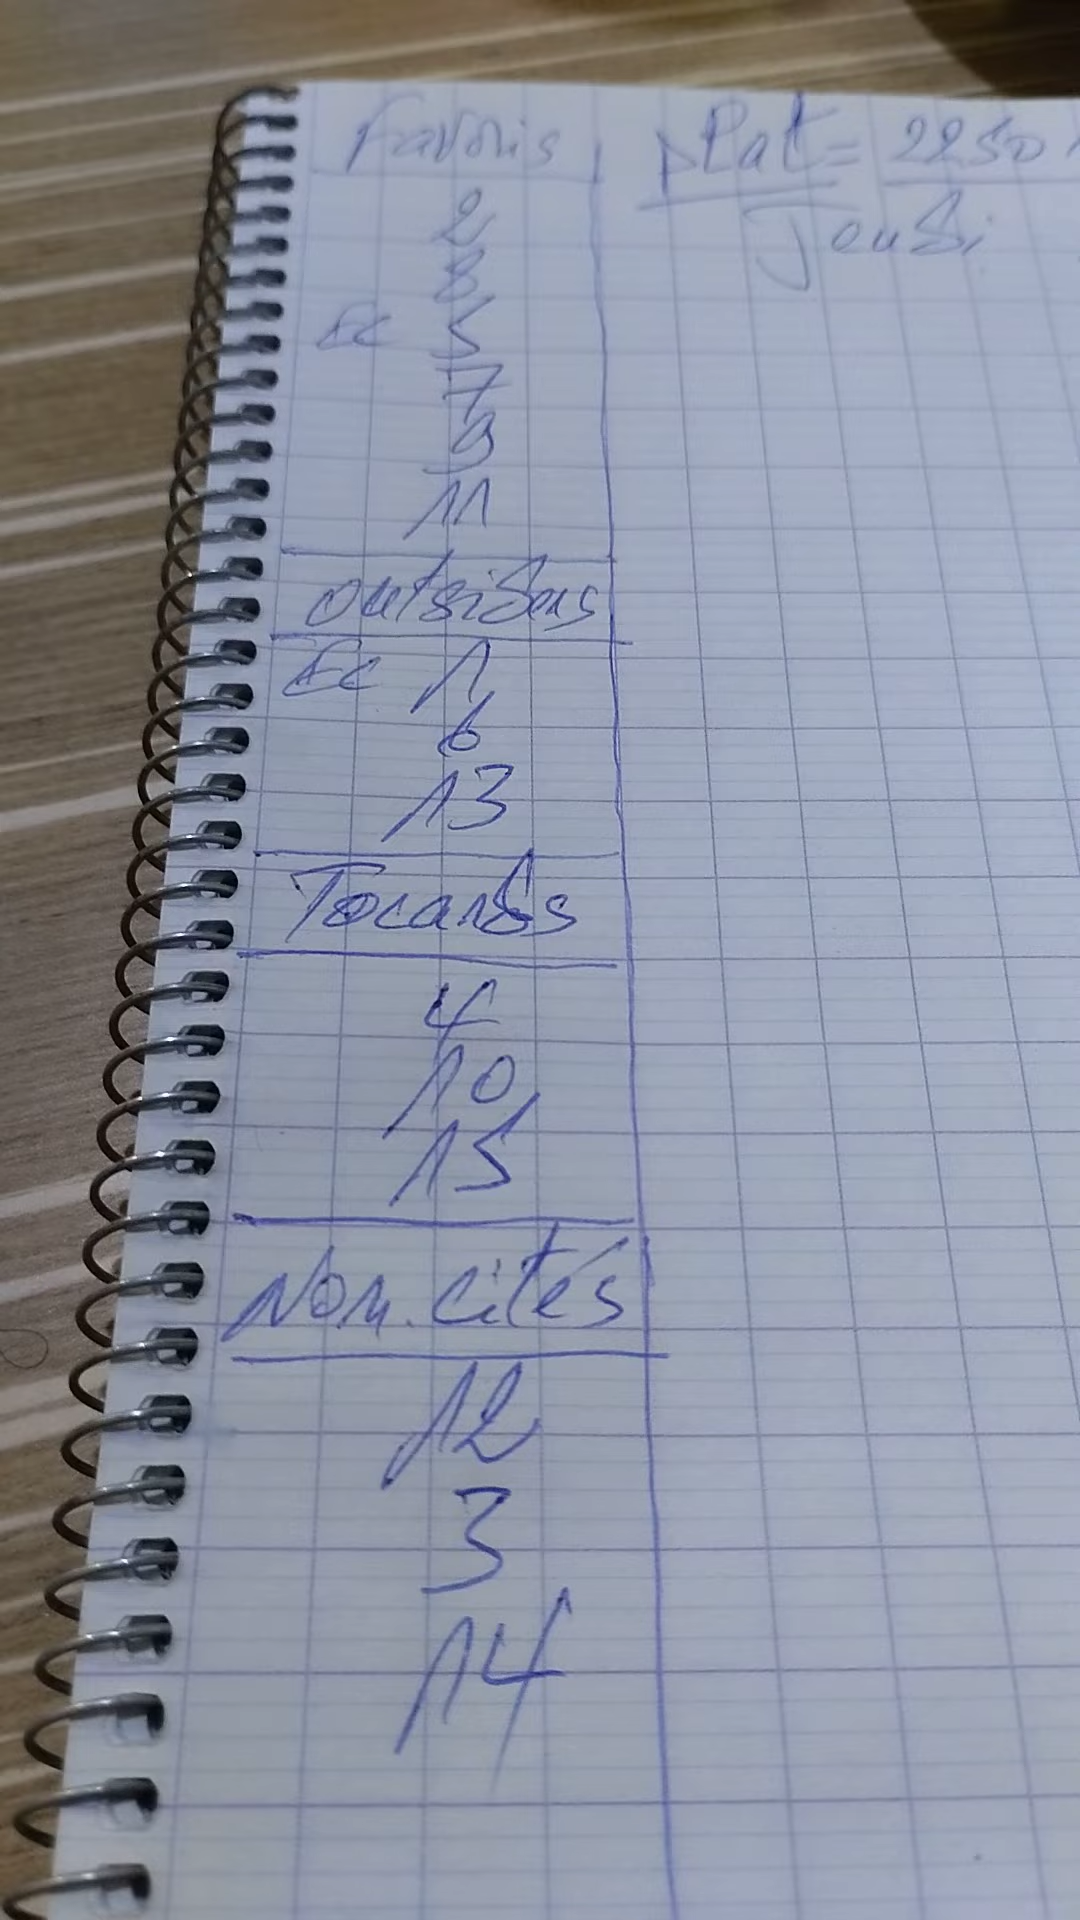 Favoris
2
8
Ec 5
7
9
11
outsiders
Ec 1
6
13
Tocards
4
10
15
Non. cités
12
3
14
Plat = 2250
Jeudi